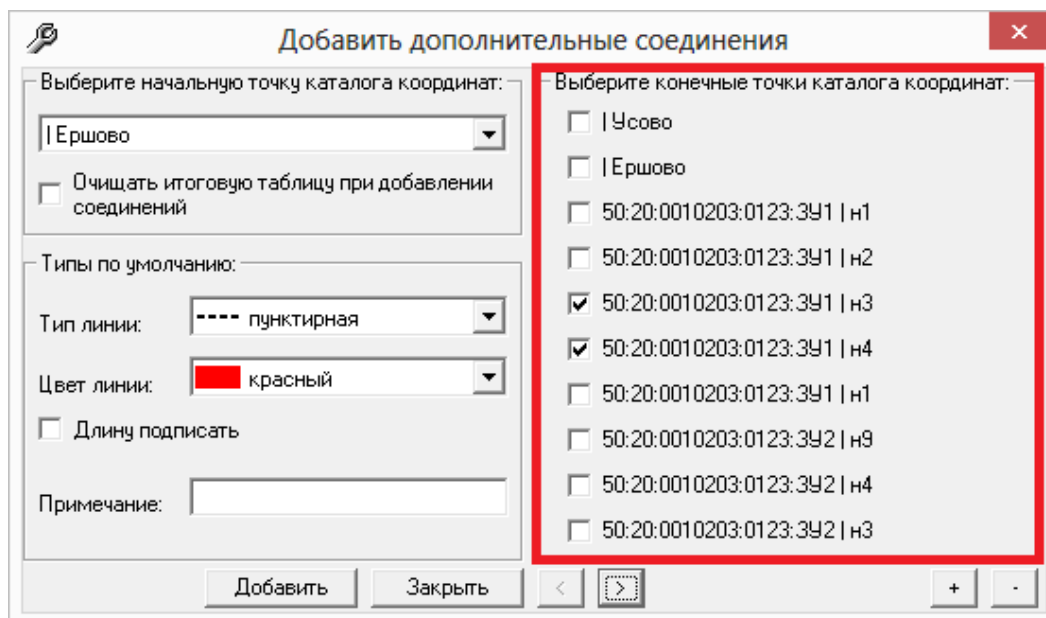 Добавить дополнительные соединения
×
Выберите начальную точку каталога координат:
| Ершово
Очищать итоговую таблицу при добавлении
соединений
Типы по умолчанию:
Тип линии: пунктирная
Цвет линии: красный
Длину подписать
Примечание:
Добавить Закрыть
Выберите конечные точки каталога координат:
| Усово
| Ершово
50:20:0010203:0123:ЗУ1 | н1
50:20:0010203:0123:ЗУ1 | н2
50:20:0010203:0123:ЗУ1 | н3
50:20:0010203:0123:ЗУ1 | н4
50:20:0010203:0123:ЗУ1 | н1
50:20:0010203:0123:ЗУ2 | н9
50:20:0010203:0123:ЗУ2 | н4
50:20:0010203:0123:ЗУ2 | н3
< > + -